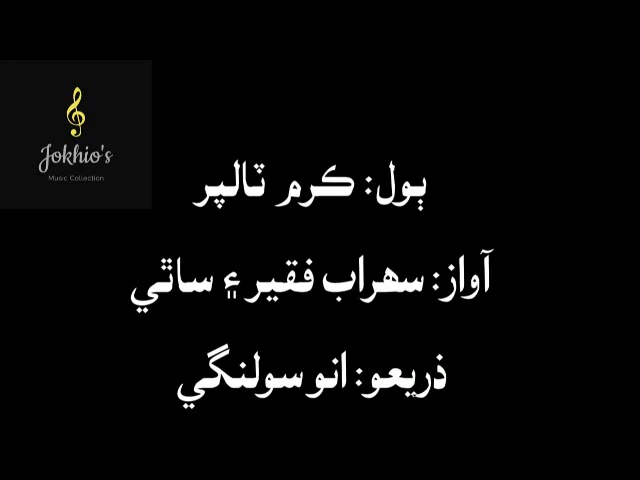 Jokhio's
Music Collection
ٻول: ڪرم ٽالپر
آواز: سهراب فقير ۽ ساٿي
ذريعو: انو سولنگي